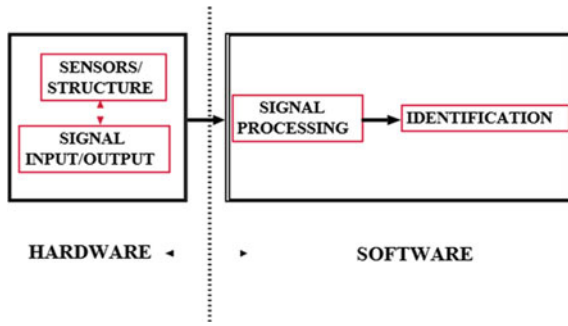 SENSORS/
STRUCTURE
SIGNAL
INPUT/OUTPUT
SIGNAL
PROCESSING
IDENTIFICATION
HARDWARE
SOFTWARE